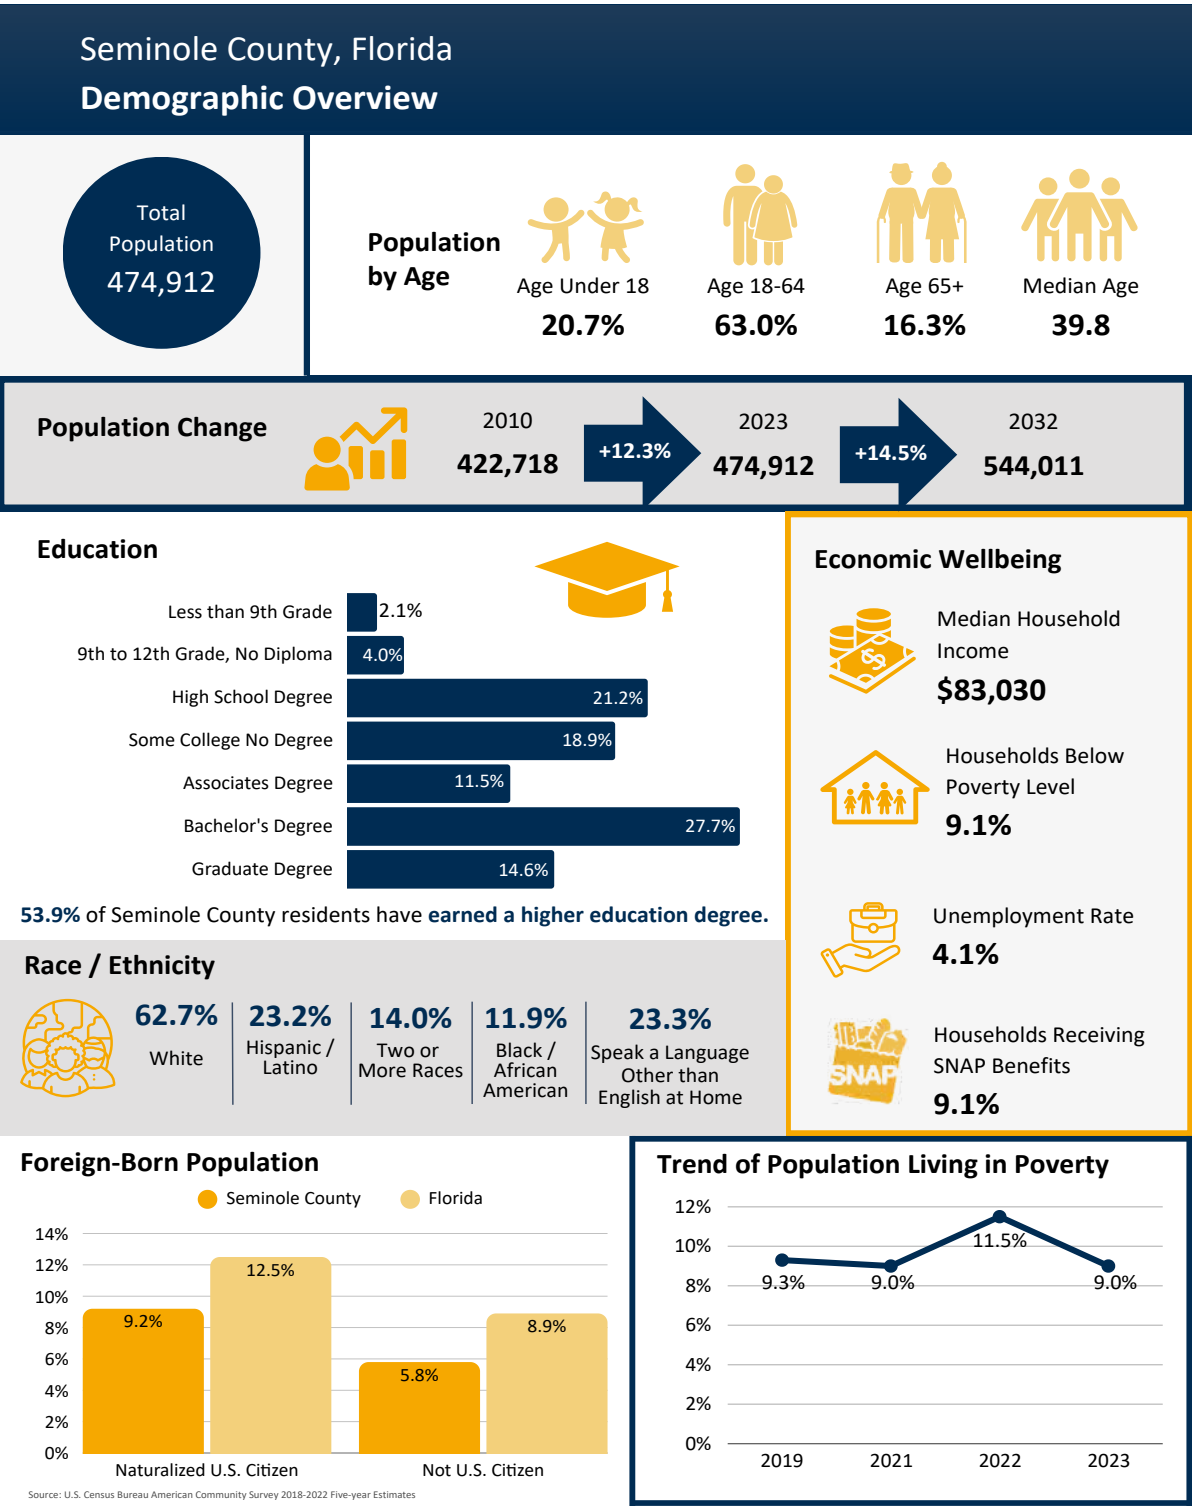 Seminole County, Florida
Demographic Overview
Total
Population
474,912
Population
by Age
Age Under 18
20.7%
Age 18-64
63.0%
Age 65+
16.3%
Median Age
39.8
Population Change
2010
422,718
+12.3%
2023
474,912
+14.5%
2032
544,011
Education
Less than 9th Grade
2.1%
9th to 12th Grade, No Diploma
4.0%
High School Degree
21.2%
Some College No Degree
18.9%
Associates Degree
11.5%
Bachelor's Degree
27.7%
Graduate Degree
14.6%
53.9% of Seminole County residents have earned a higher education degree.
Economic Wellbeing
Median Household
Income
$83,030
Households Below
Poverty Level
9.1%
Unemployment Rate
4.1%
SNAP
Households Receiving
SNAP Benefits
9.1%
Race / Ethnicity
62.7%
White
23.2%
Hispanic /
Latino
14.0%
Two or
More Races
11.9%
Black /
African
American
23.3%
Speak a Language
Other than
English at Home
Foreign-Born Population
Seminole County
Florida
14%
12%
10%
8%
6%
4%
2%
0%
9.2%
12.5%
5.8%
8.9%
Naturalized U.S. Citizen
Not U.S. Citizen
Source: U.S. Census Bureau American Community Survey 2018-2022 Five-year Estimates
Trend of Population Living in Poverty
12%
10%
8%
6%
4%
2%
0%
9.3%
9.0%
11.5%
9.0%
2019
2021
2022
2023